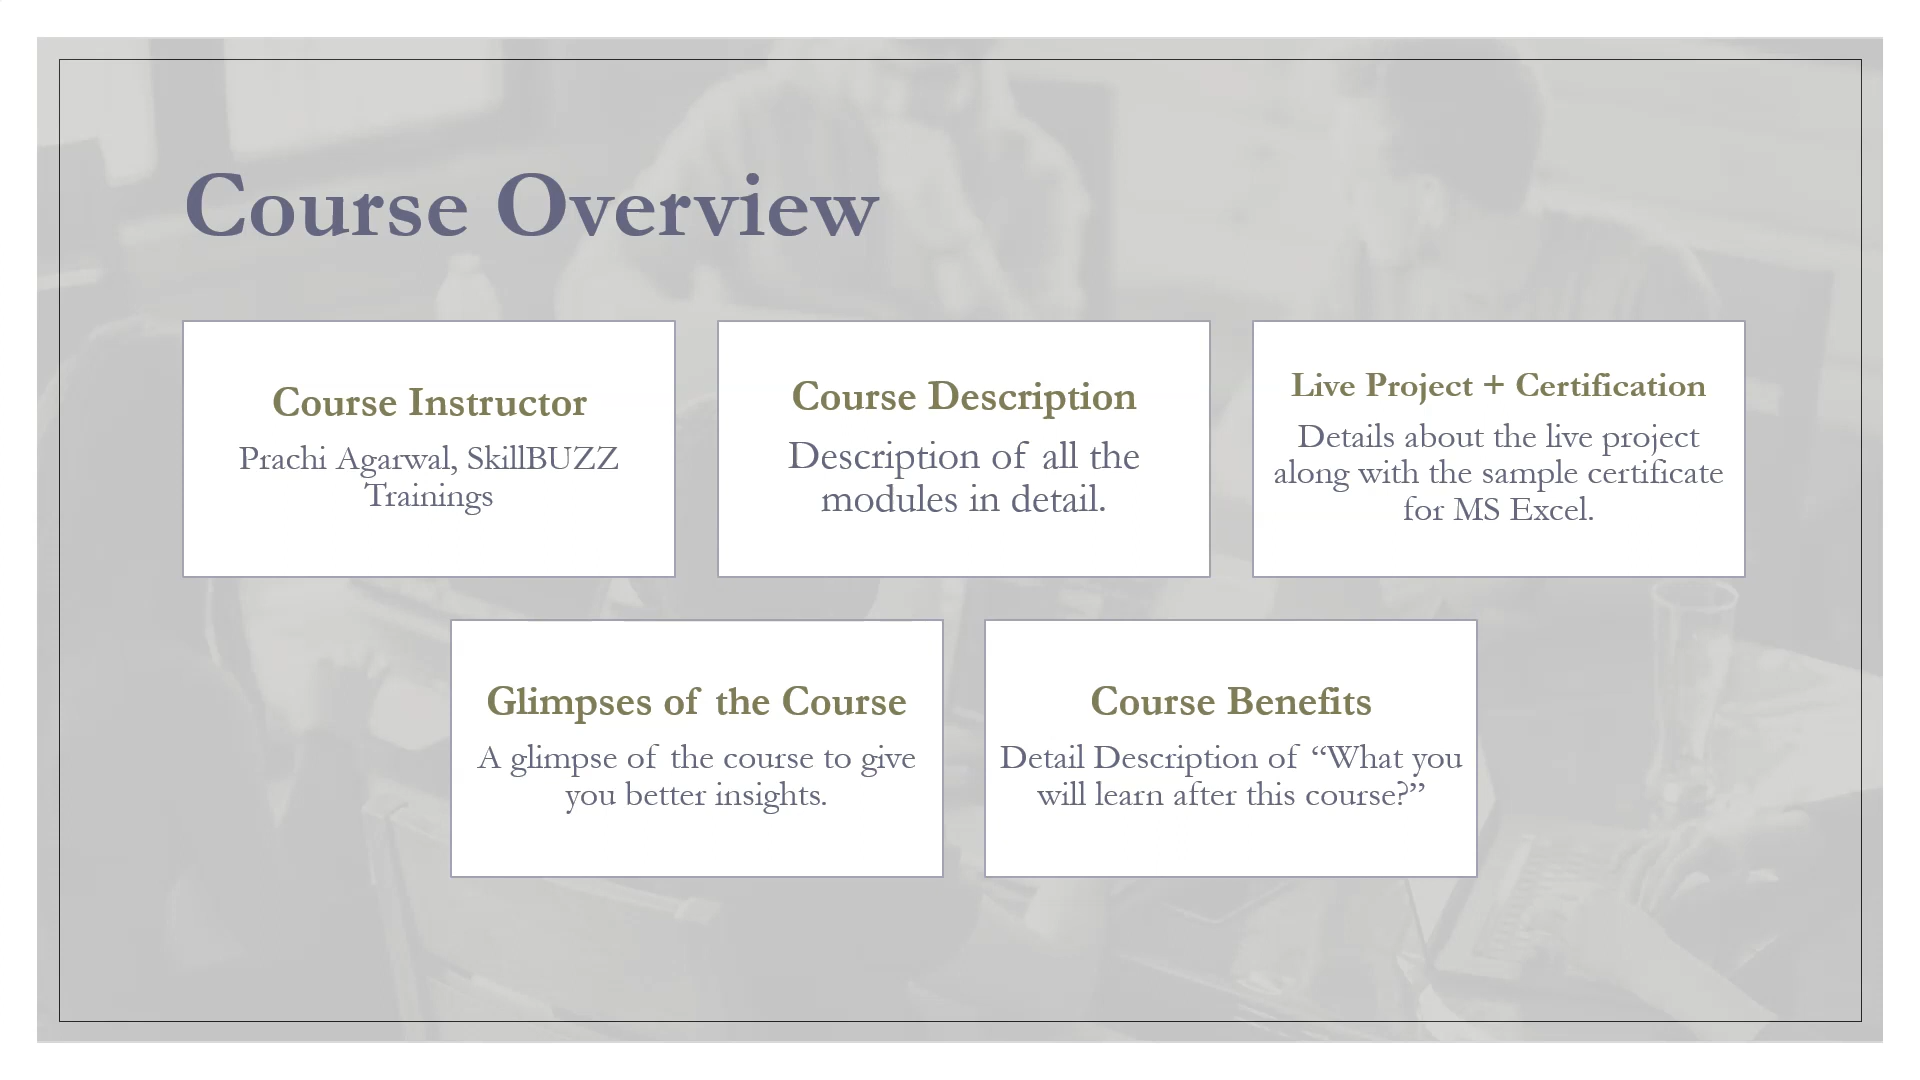 Course Overview
Course Instructor
Prachi Agarwal, SkillBUZZ
Trainings
Course Description
Description of all the
modules in detail.
Live Project + Certification
Details about the live project
along with the sample certificate
for MS Excel.
Glimpses of the Course
A glimpse of the course to give
you better insights.
Course Benefits
Detail Description of “What you
will learn after this course?”